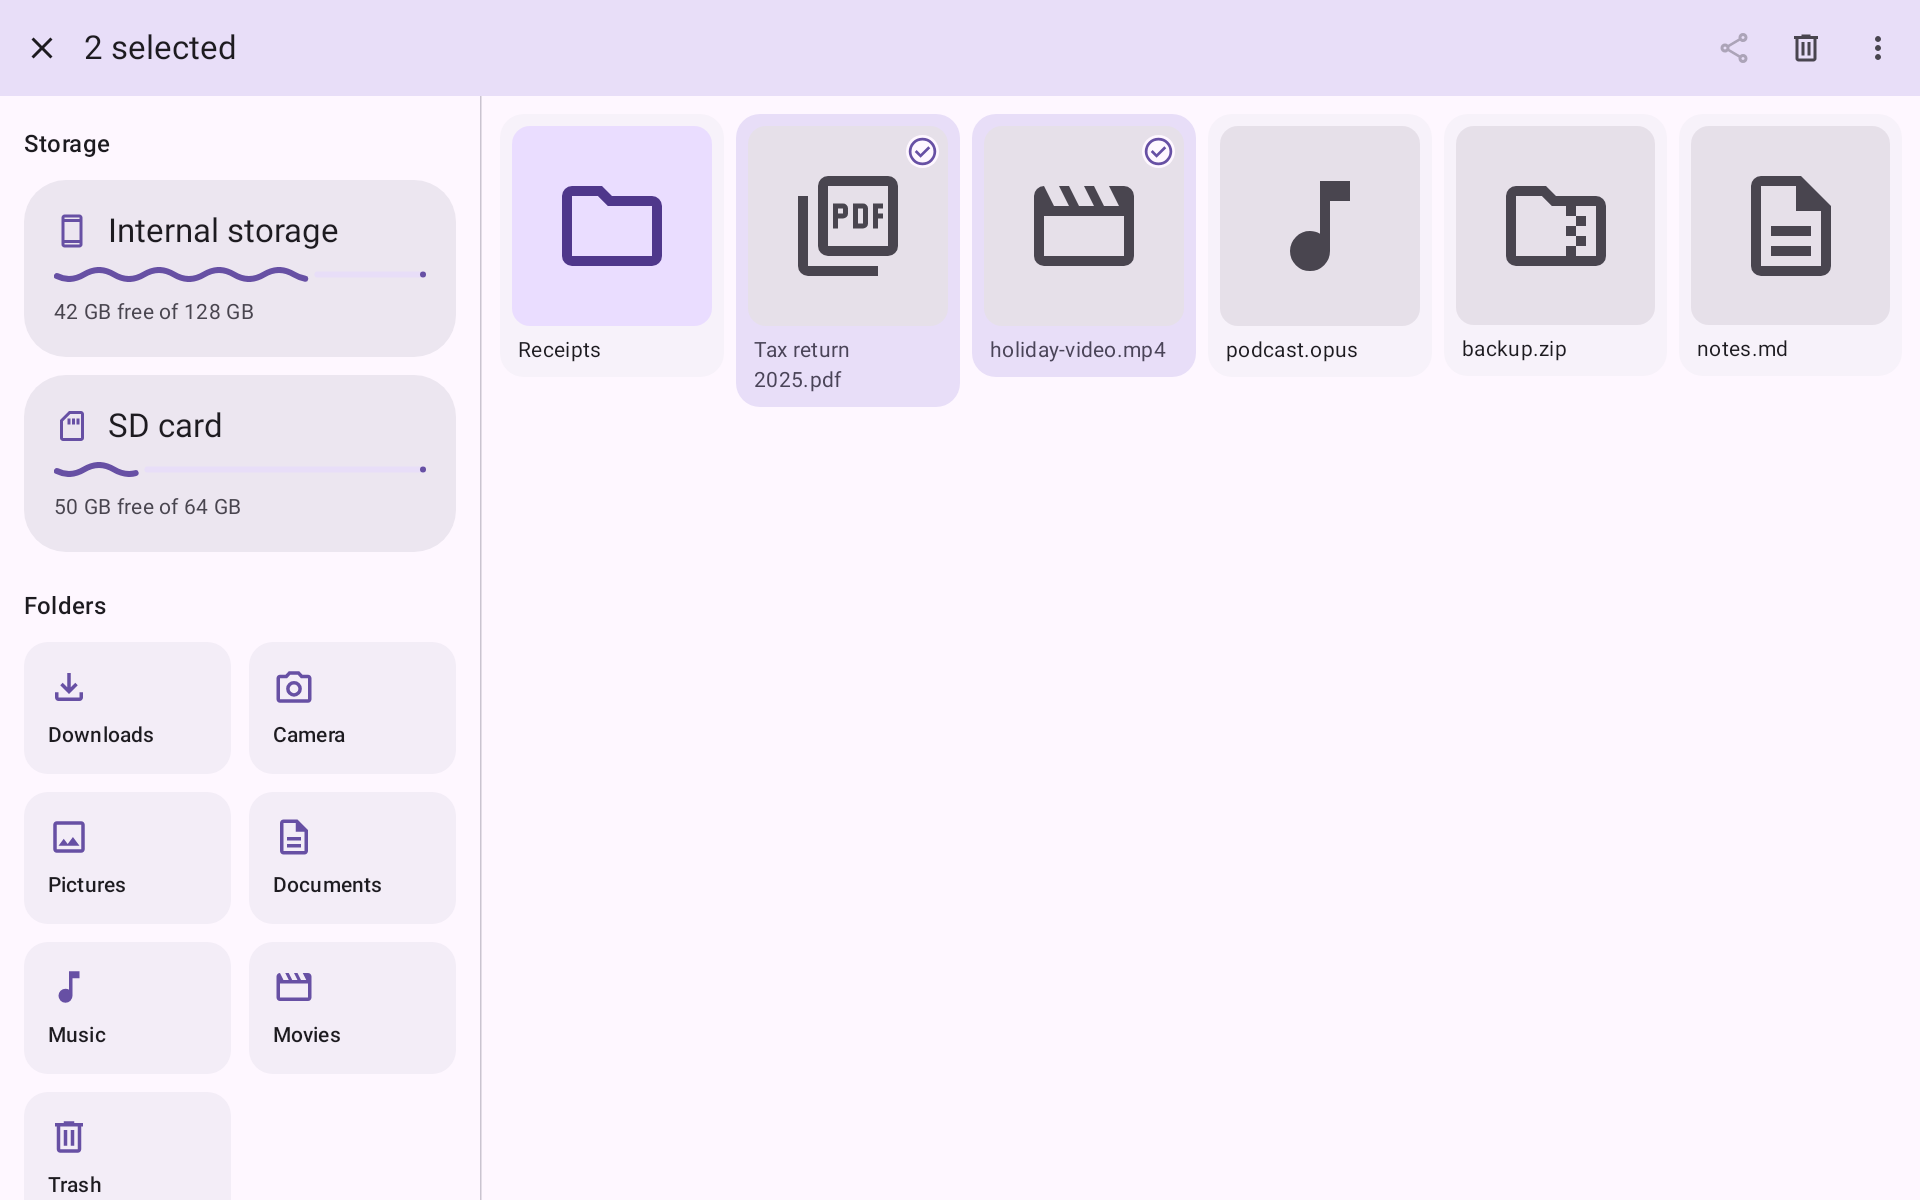 2 selected
Storage
Internal storage
42 GB free of 128 GB
SD card
50 GB free of 64 GB
Folders
Downloads
Camera
Pictures
Documents
Music
Movies
Trash
PDF
Receipts
Tax return
2025.pdf
holiday-video.mp4
podcast.opus
backup.zip
notes.md